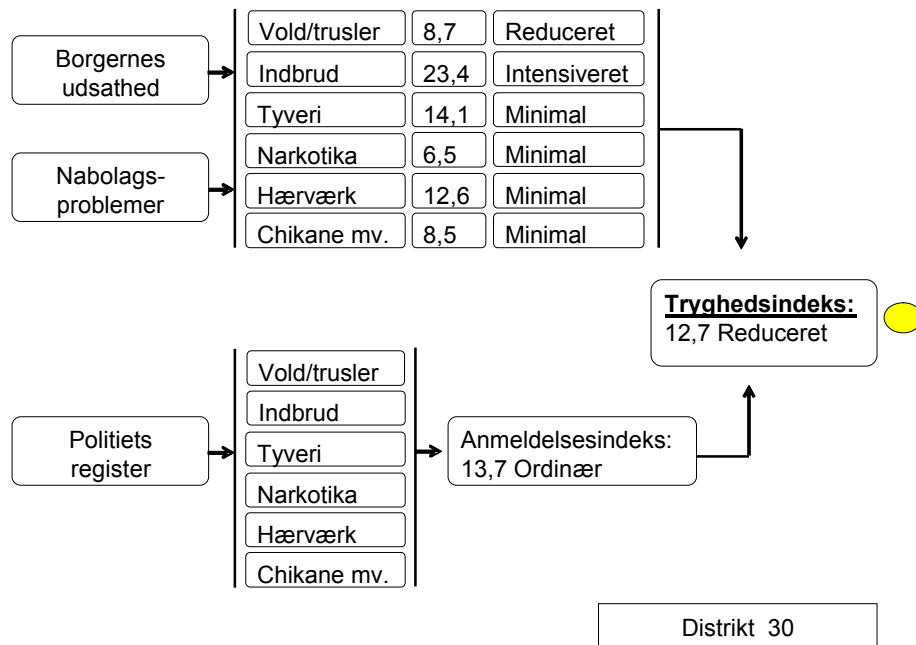 Borgernes
udsathed
Nabolags-
problemer
Vold/trusler 8,7 Reduceret
Indbrud 23,4 Intensiveret
Tyveri 14,1 Minimal
Narkotika 6,5 Minimal
Hærværk 12,6 Minimal
Chikane mv. 8,5 Minimal
Tryghedsindeks:
12,7 Reduceret
Politiets
register
Vold/trusler
Indbrud
Tyveri
Narkotika
Hærværk
Chikane mv.
Anmeldelsesindeks:
13,7 Ordinær
Distrikt 30